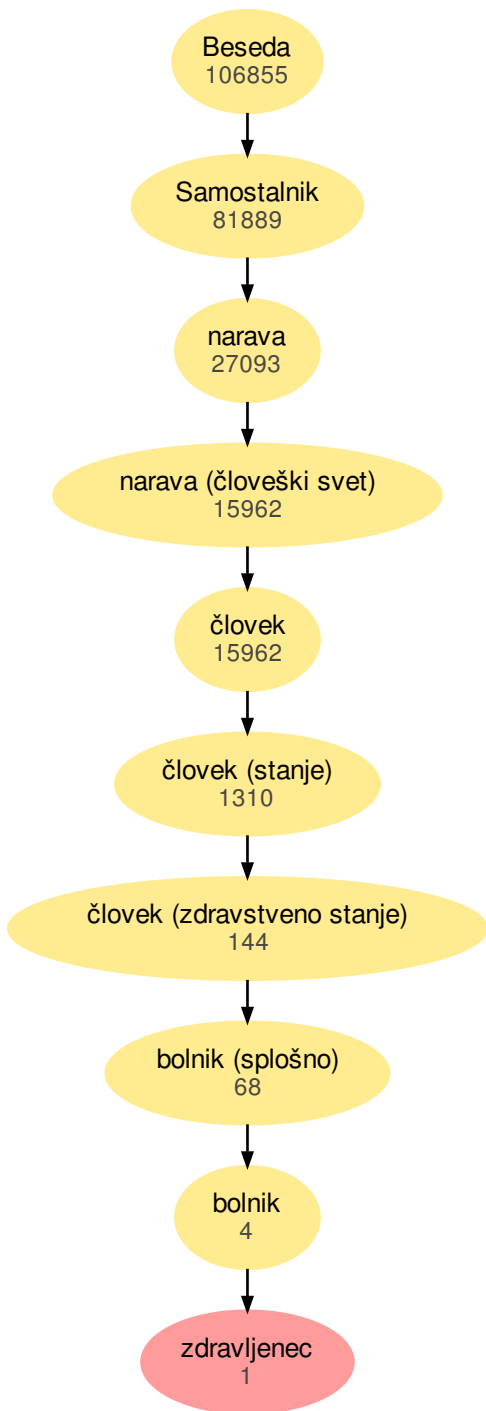 Beseda
106855
Samostalnik
81889
narava
27093
narava (človeški svet)
15962
človek
15962
človek (stanje)
1310
človek (zdravstveno stanje)
144
bolnik (splošno)
68
bolnik
4
zdravljenec
1